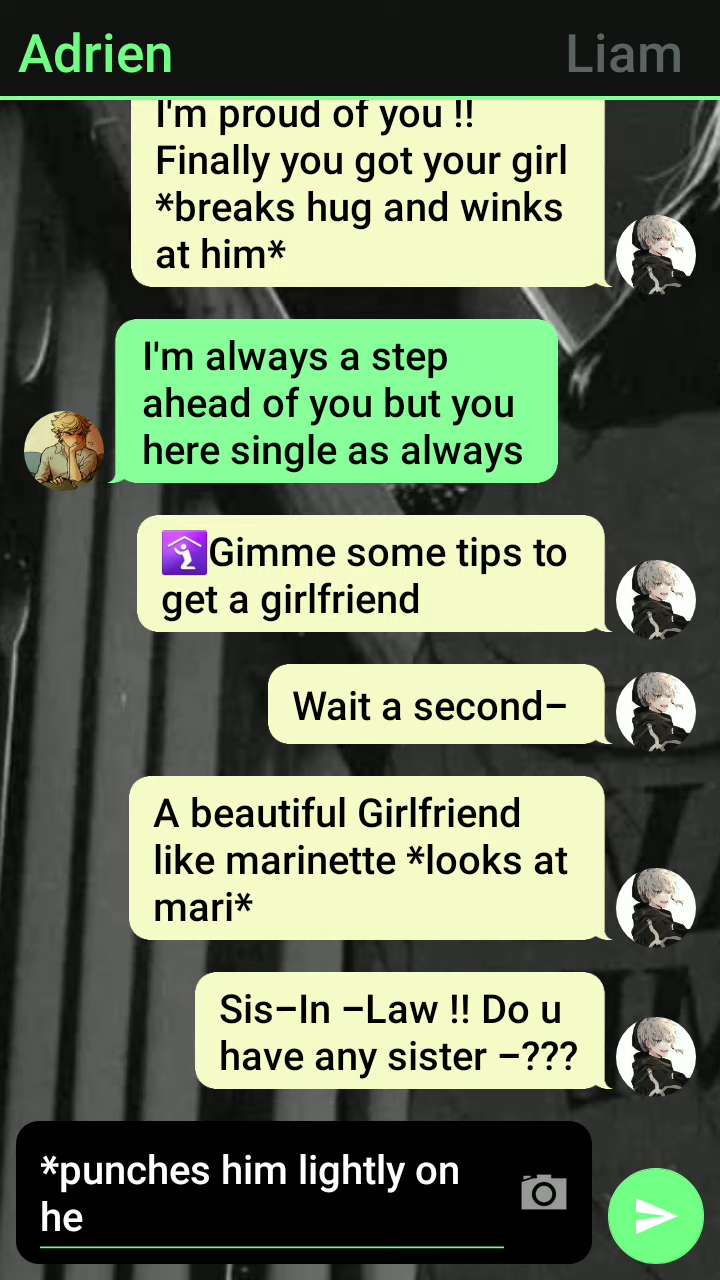 Adrien
Liam
I'm proud of you !!
Finally you got your girl
*breaks hug and winks
at him*
I'm always a step
ahead of you but you
here single as always
🛐Gimme some tips to
get a girlfriend
Wait a second–
A beautiful Girlfriend
like marinette *looks at
mari*
Sis–In –Law !! Do u
have any sister –???
*punches him lightly on
he